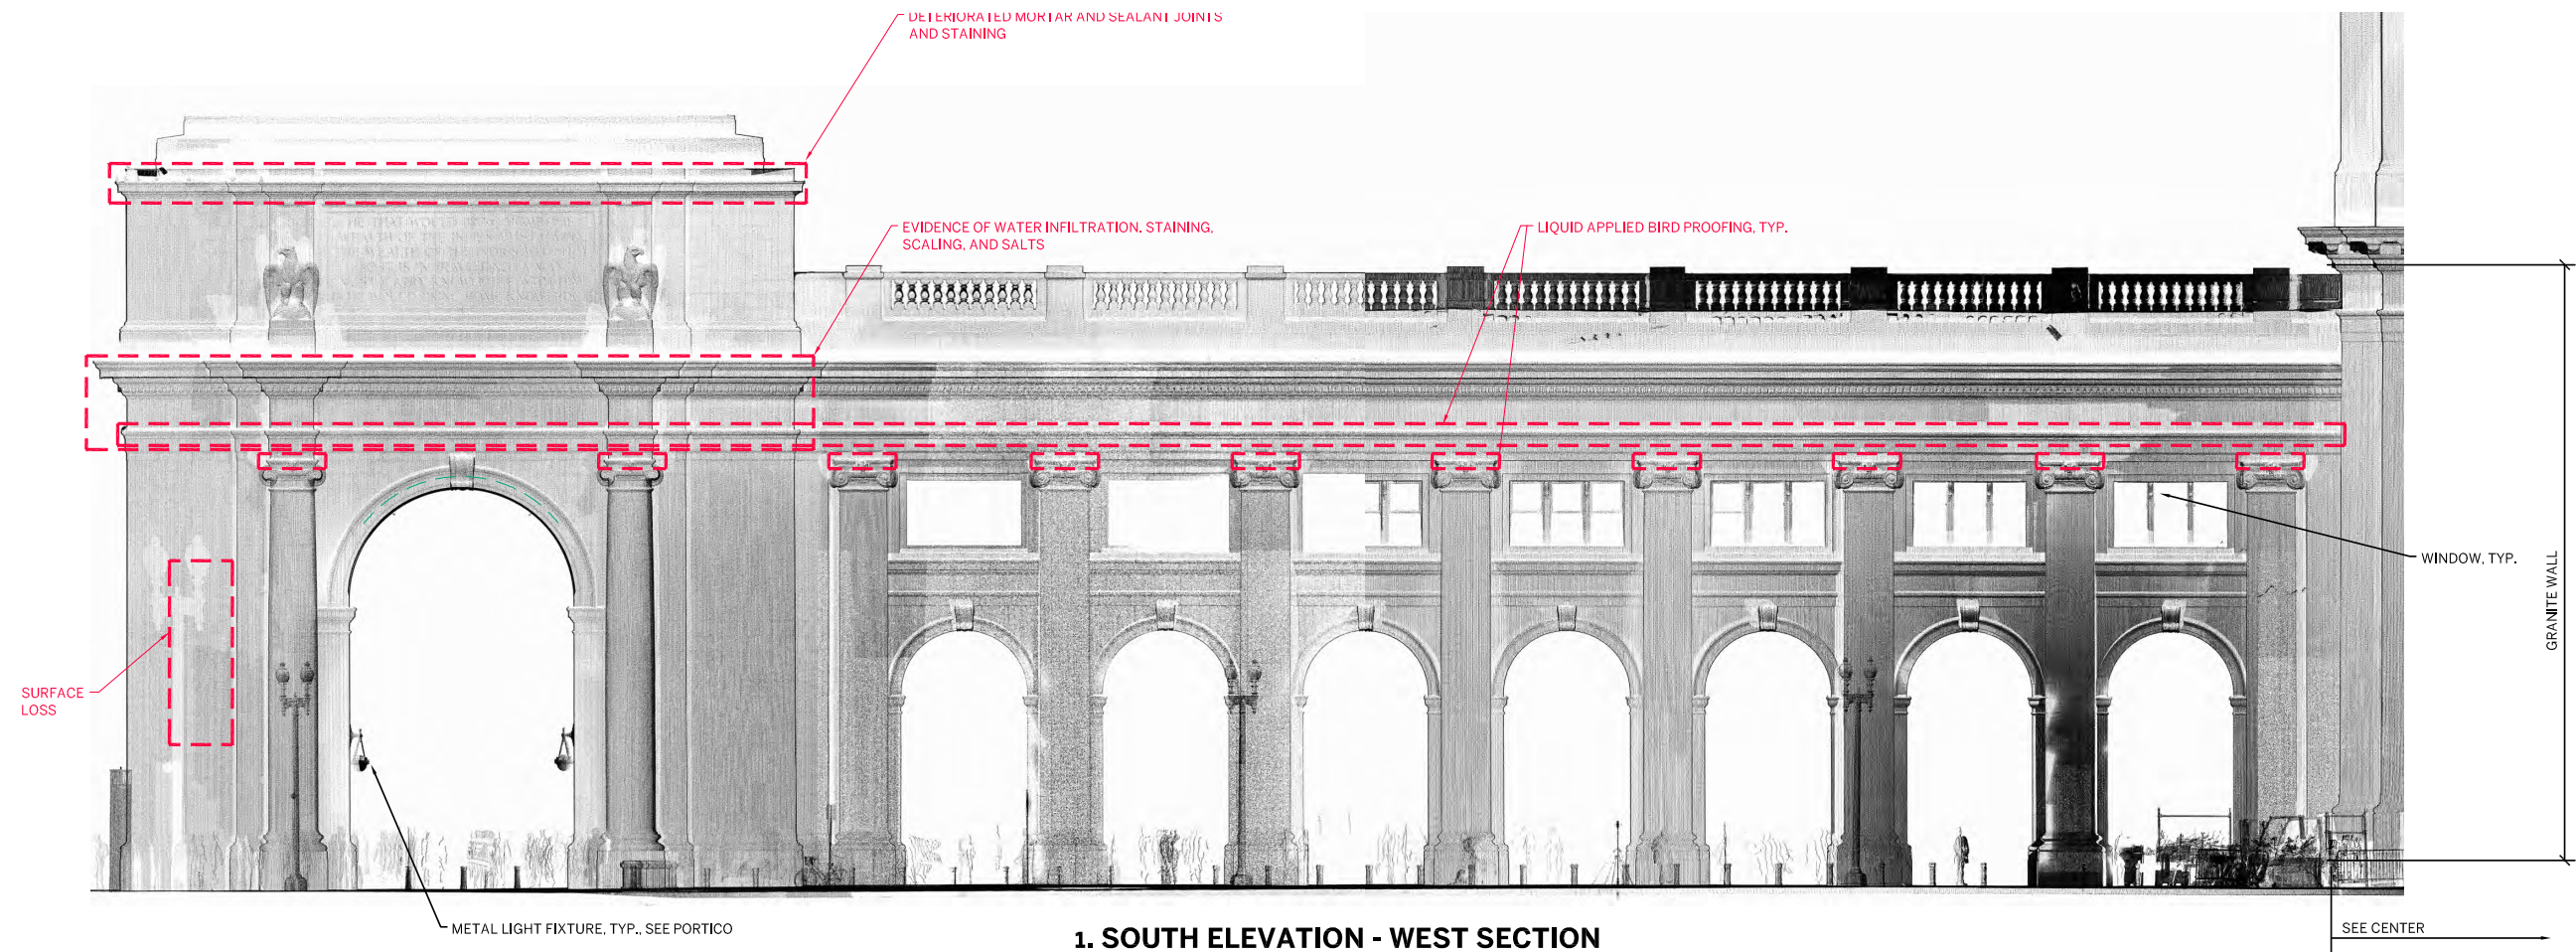 DETERIORATED MORTAR AND SEALANT JOINTS
AND STAINING
EVIDENCE OF WATER INFILTRATION, STAINING,
SCALING, AND SALTS
LIQUID APPLIED BIRD PROOFING, TYP.
WINDOW, TYP.
GRANITE WALL
SURFACE
LOSS
METAL LIGHT FIXTURE, TYP., SEE PORTICO
1. SOUTH ELEVATION - WEST SECTION
SEE CENTER